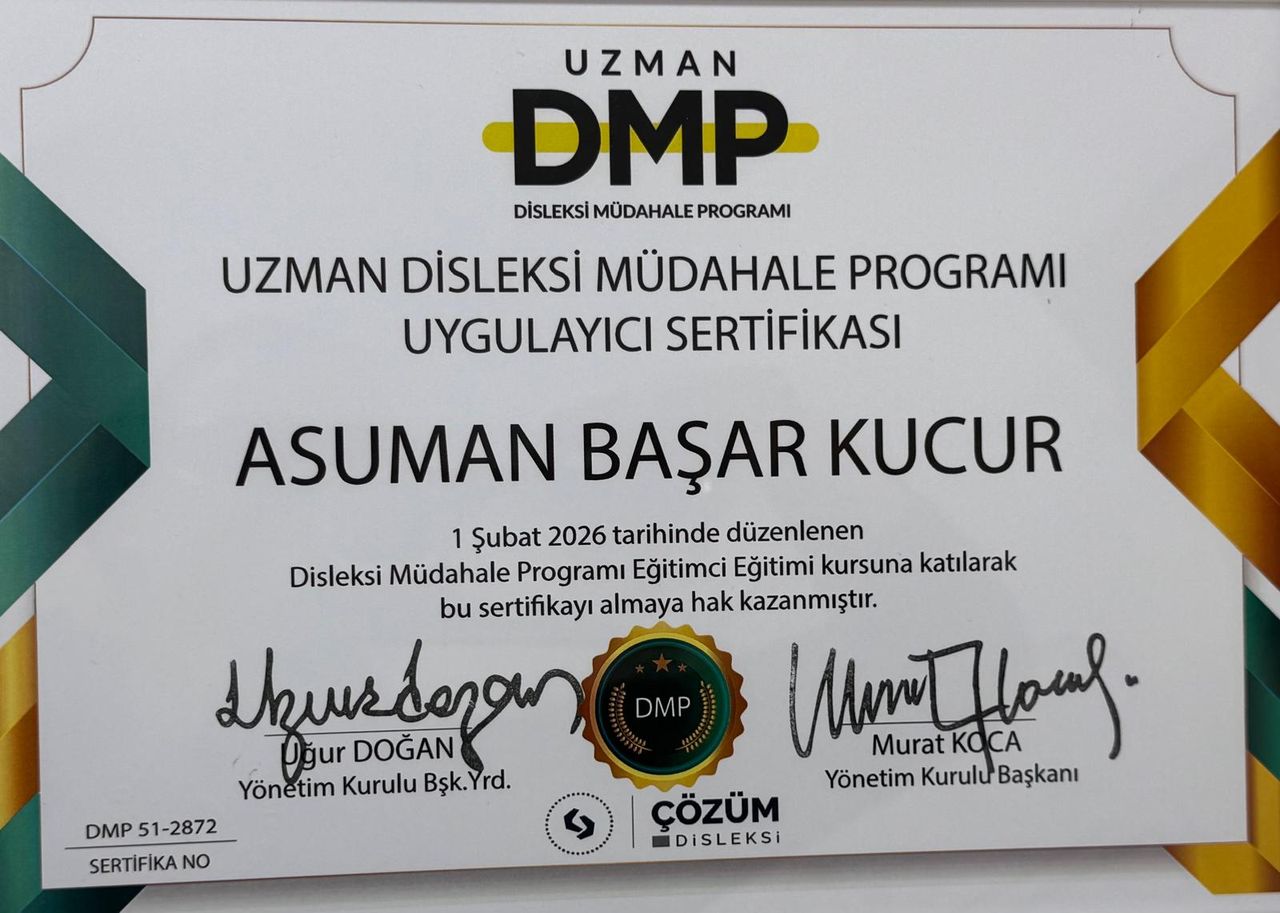 UZMAN
DMP
DİSLEKSİ MÜDAHALE PROGRAMI
UZMAN DİSLEKSİ MÜDAHALE PROGRAMI
UYGULAYICI SERTİFİKASI
ASUMAN BAŞAR KUCUR
1 Şubat 2026 tarihinde düzenlenen
Disleksi Müdahale Programı Eğitimci Eğitimi kursuna katılarak
bu sertifikayı almaya hak kazanmıştır.
DMP
Uğur DOĞAN
Yönetim Kurulu Bşk.Yrd.
Murat KOCA
Yönetim Kurulu Başkanı
ÇÖZÜM
DİSLEKSİ
DMP 51-2872
SERTİFİKA NO